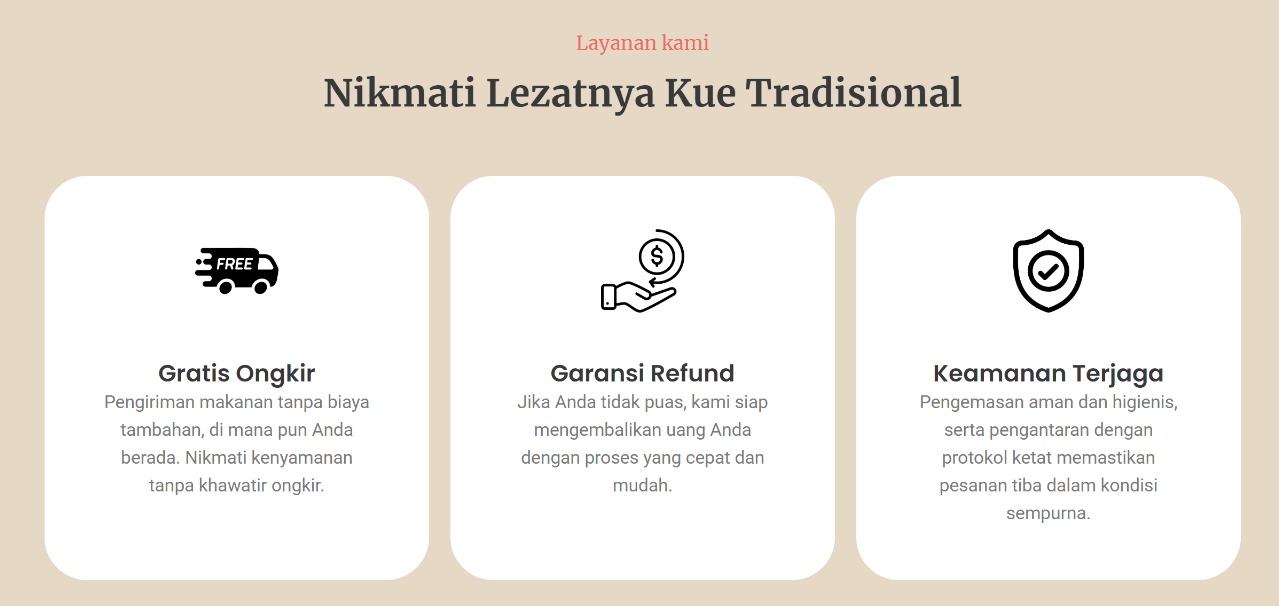 Layanan kami
Nikmati Lezatnya Kue Tradisional
FREE
$
Gratis Ongkir
Pengiriman makanan tanpa biaya
tambahan, di mana pun Anda
berada. Nikmati kenyamanan
tanpa khawatir ongkir.
Garansi Refund
Jika Anda tidak puas, kami siap
mengembalikan uang Anda
dengan proses yang cepat dan
mudah.
Keamanan Terjaga
Pengemasan aman dan higienis,
serta pengantaran dengan
protokol ketat memastikan
pesanan tiba dalam kondisi
sempurna.